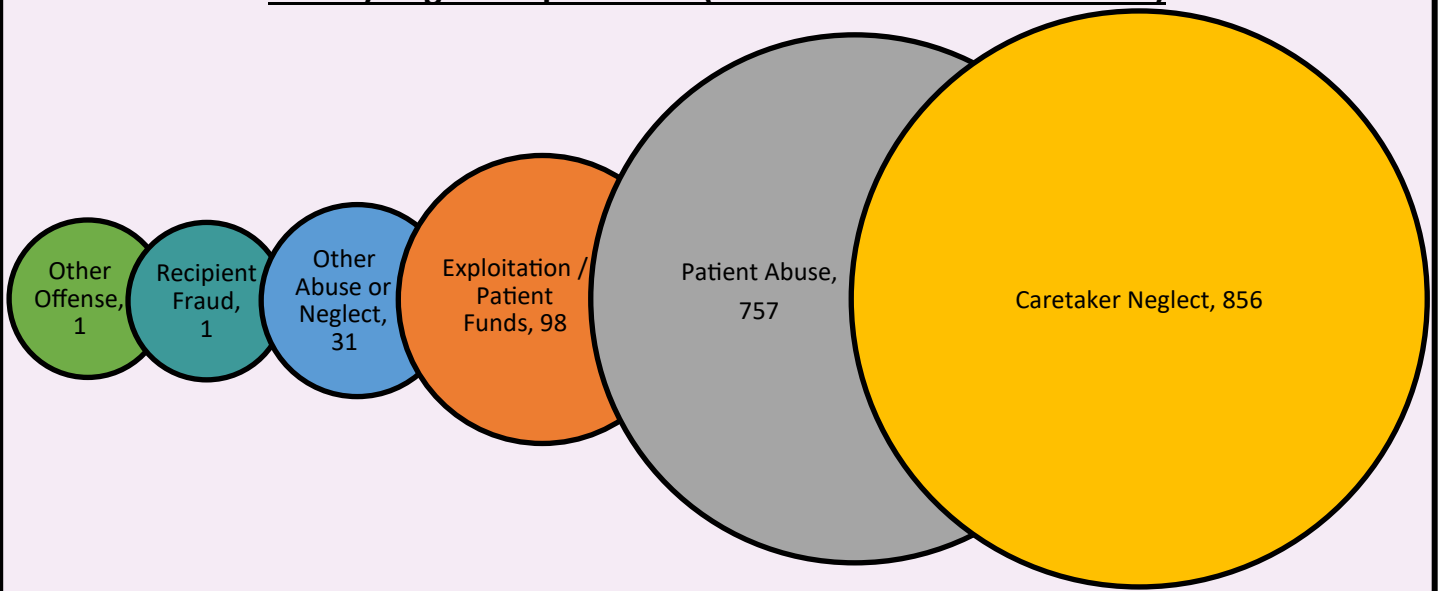 Other
Offense,
1
Recipient
Fraud,
1
Other
Abuse or
Neglect,
31
Exploitation /
Patient
Funds, 98
Patient Abuse,
757
Caretaker Neglect, 856